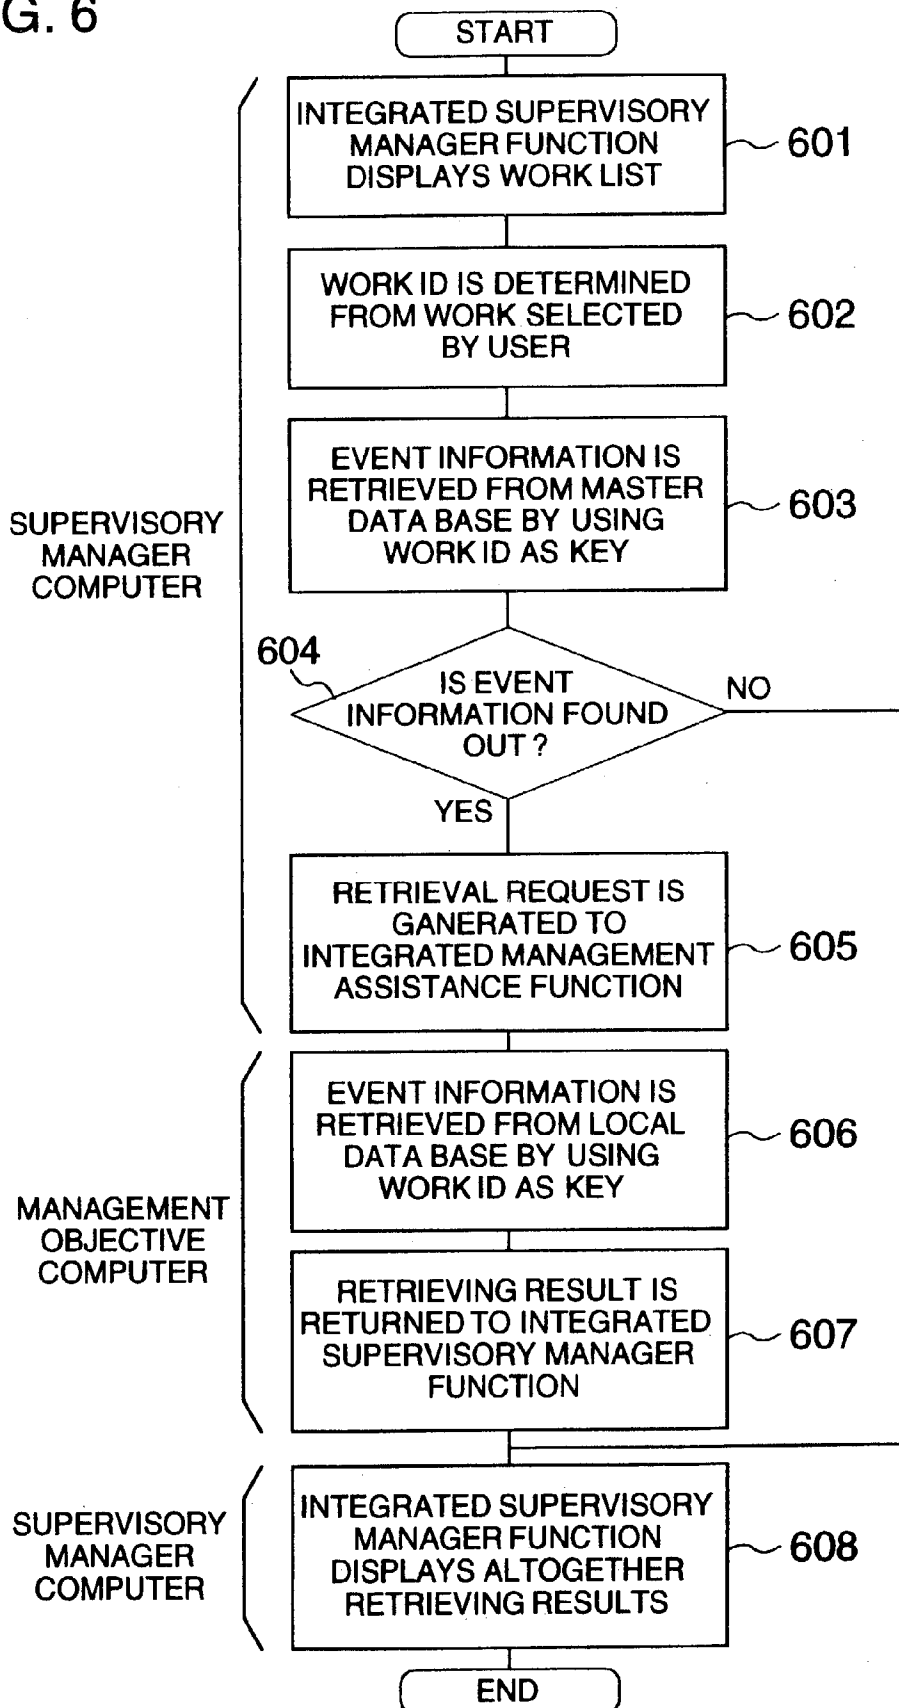 G. 6
START
INTEGRATED SUPERVISORY
MANAGER FUNCTION
DISPLAYS WORK LIST
601
WORK ID IS DETERMINED
FROM WORK SELECTED
BY USER
602
EVENT INFORMATION IS
RETRIEVED FROM MASTER
DATA BASE BY USING
WORK ID AS KEY
603
SUPERVISORY
MANAGER
COMPUTER
604
IS EVENT
INFORMATION FOUND
OUT ?
NO
YES
RETRIEVAL REQUEST IS
GANERATED TO
INTEGRATED MANAGEMENT
ASSISTANCE FUNCTION
605
EVENT INFORMATION IS
RETRIEVED FROM LOCAL
DATA BASE BY USING
WORK ID AS KEY
606
MANAGEMENT
OBJECTIVE
COMPUTER
RETRIEVING RESULT IS
RETURNED TO INTEGRATED
SUPERVISORY MANAGER
FUNCTION
607
SUPERVISORY
MANAGER
COMPUTER
INTEGRATED SUPERVISORY
MANAGER FUNCTION
DISPLAYS ALTOGETHER
RETRIEVING RESULTS
608
END